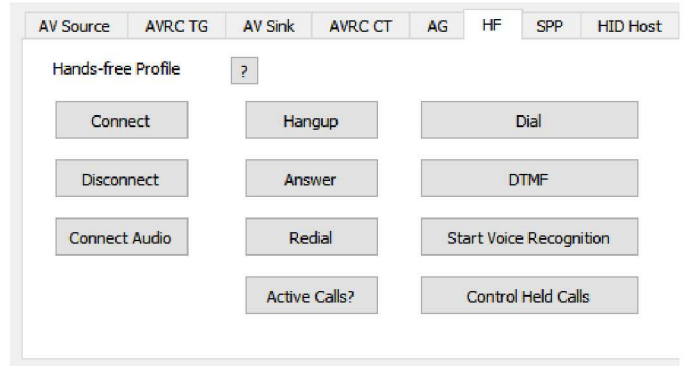 AV Source AVRC TG AV Sink AVRC CT AG HF SPP HID Host
Hands-free Profile ?
Connect Hangup Dial
Disconnect Answer DTMF
Connect Audio Redial Start Voice Recognition
Active Calls? Control Held Calls